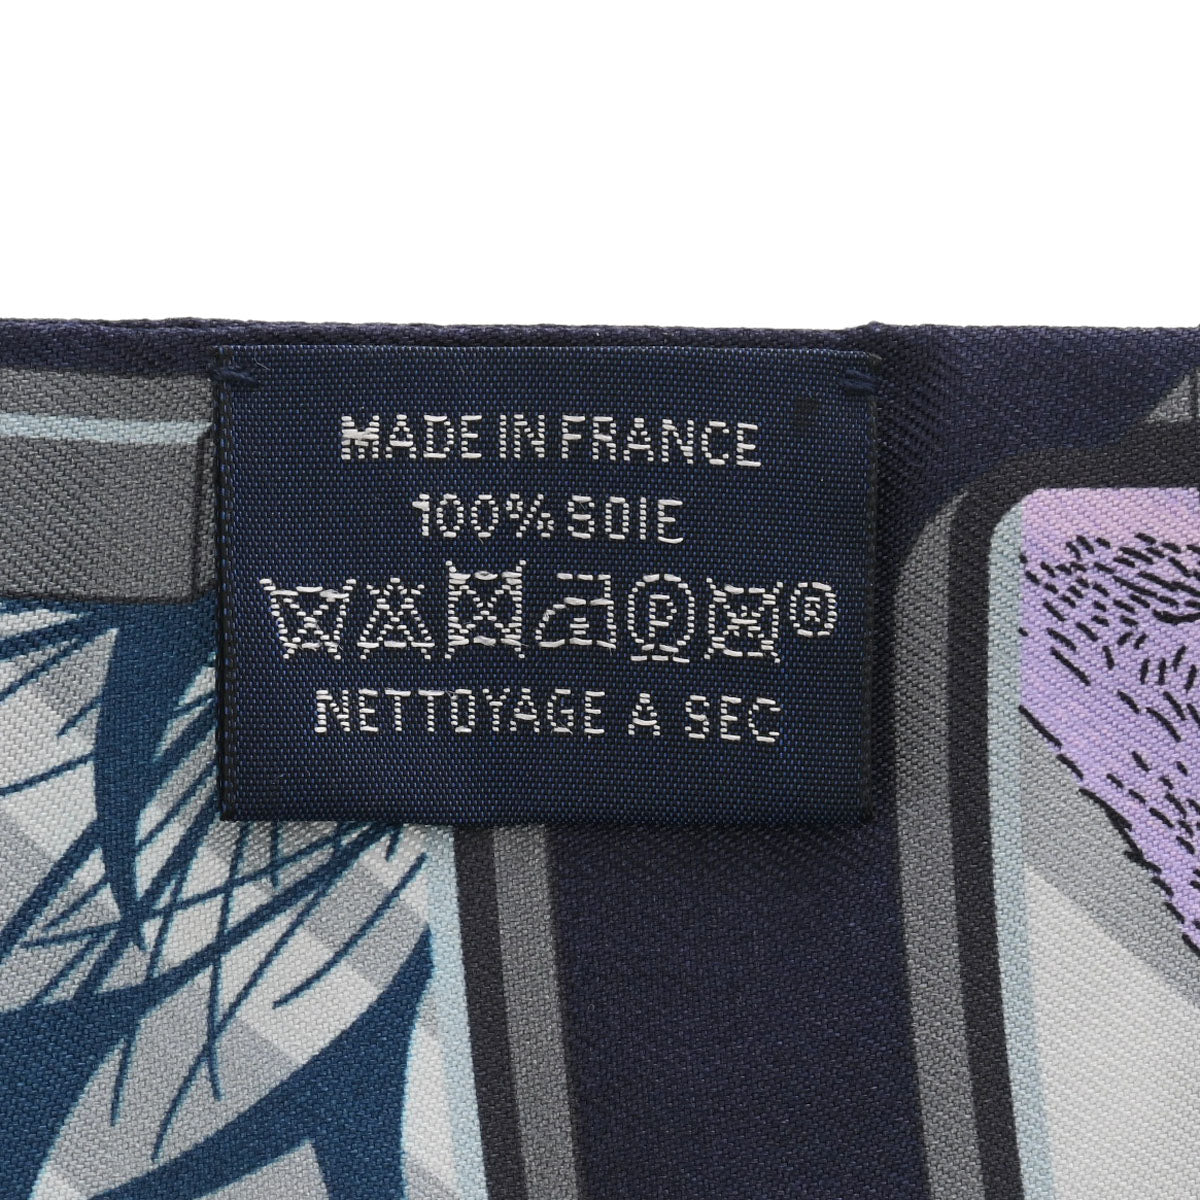 MADE IN FRANCE
100% SOIE
P ®
NETTOYAGE A SEC